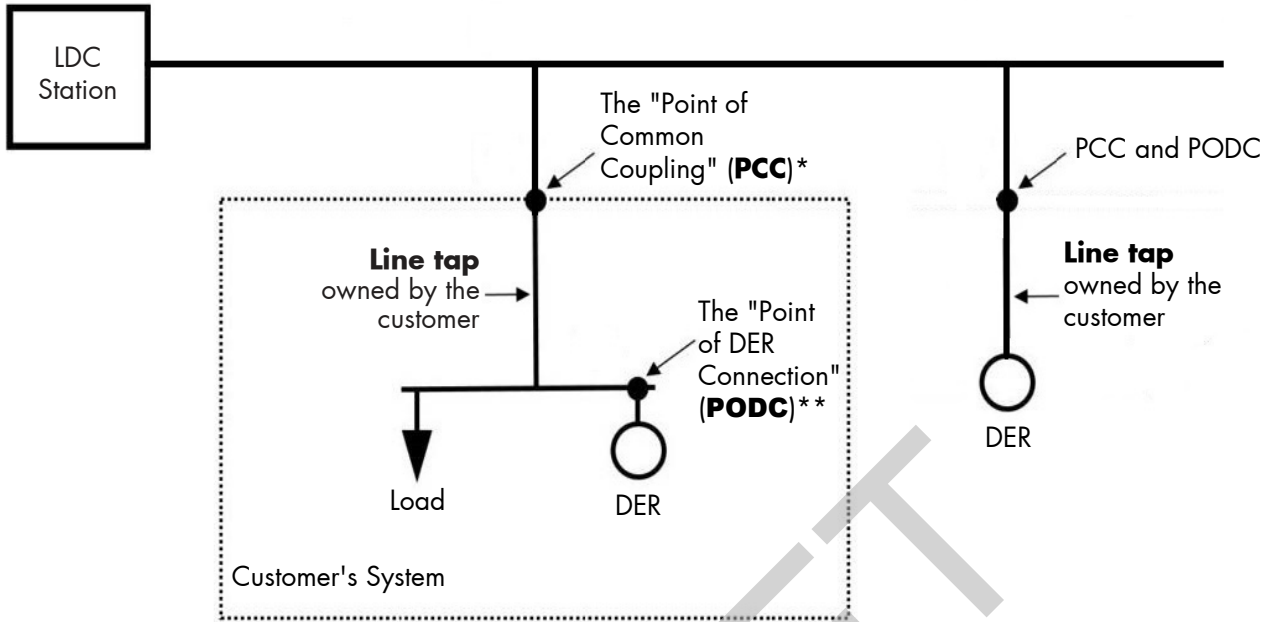 LDC
Station
The "Point of
Common
Coupling" (PCC)*
PCC and PODC
Line tap
owned by the
customer
The "Point
of DER
Connection"
(PODC)**
Line tap
owned by the
customer
Load
DER
DER
Customer's System